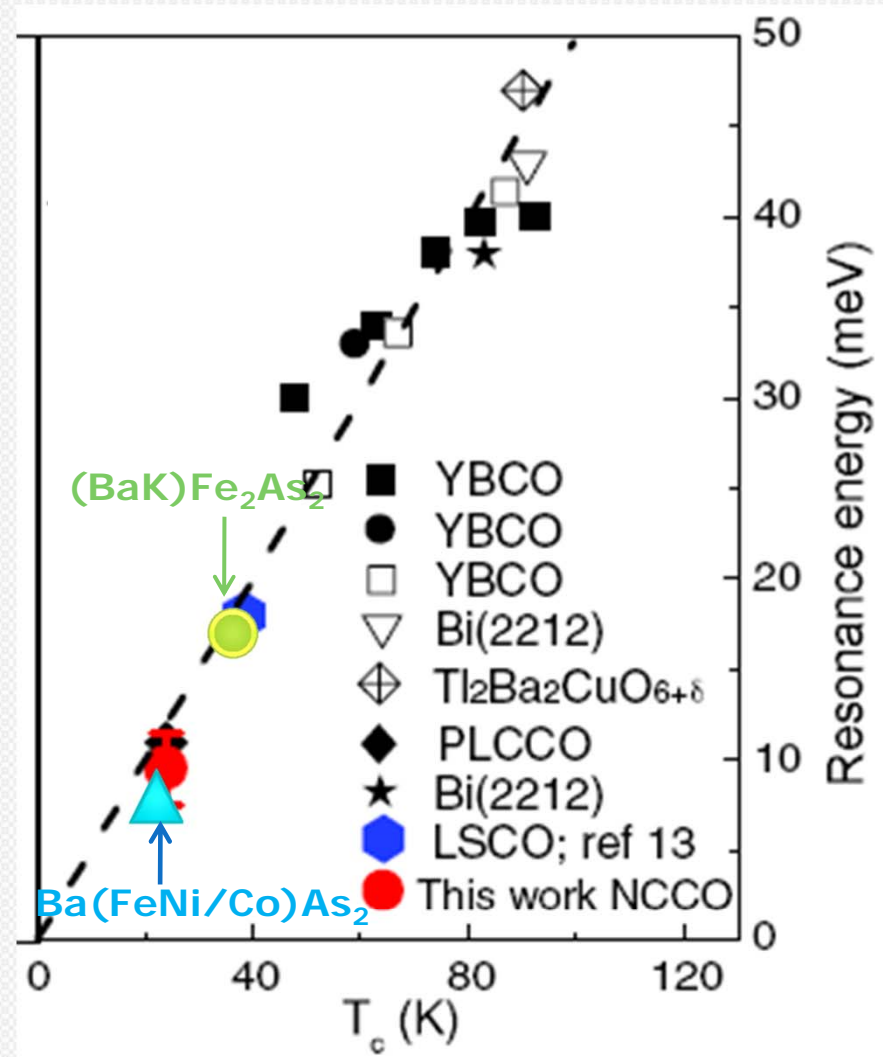 50
40
30
20
10
0
Resonance energy (meV)
(BaK)Fe₂As₂
YBCO
YBCO
YBCO
Bi(2212)
Tl₂Ba₂CuO₆₊δ
PLCCO
Bi(2212)
LSCO; ref 13
This work NCCO
Ba(FeNi/Co)As₂
0 40 80 120
T_c (K)